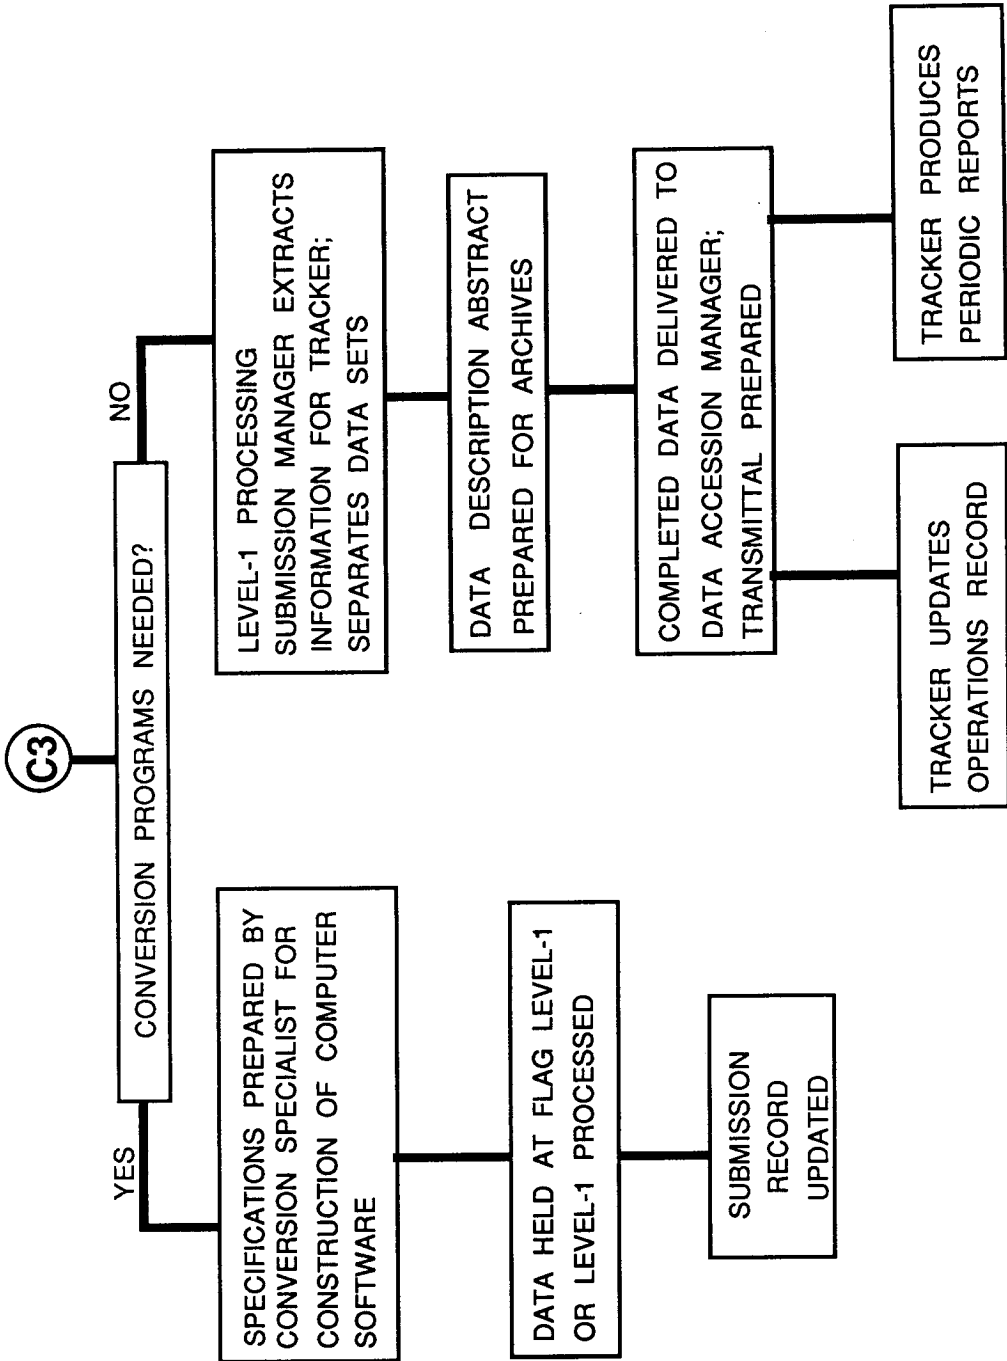 C3
CONVERSION PROGRAMS NEEDED?
YES
NO
SPECIFICATIONS PREPARED BY
CONVERSION SPECIALIST FOR
CONSTRUCTION OF COMPUTER
SOFTWARE
DATA HELD AT FLAG LEVEL-1
OR LEVEL-1 PROCESSED
SUBMISSION
RECORD
UPDATED
LEVEL-1 PROCESSING
SUBMISSION MANAGER EXTRACTS
INFORMATION FOR TRACKER;
SEPARATES DATA SETS
DATA DESCRIPTION ABSTRACT
PREPARED FOR ARCHIVES
COMPLETED DATA DELIVERED TO
DATA ACCESSION MANAGER;
TRANSMITTAL PREPARED
TRACKER UPDATES
OPERATIONS RECORD
TRACKER PRODUCES
PERIODIC REPORTS